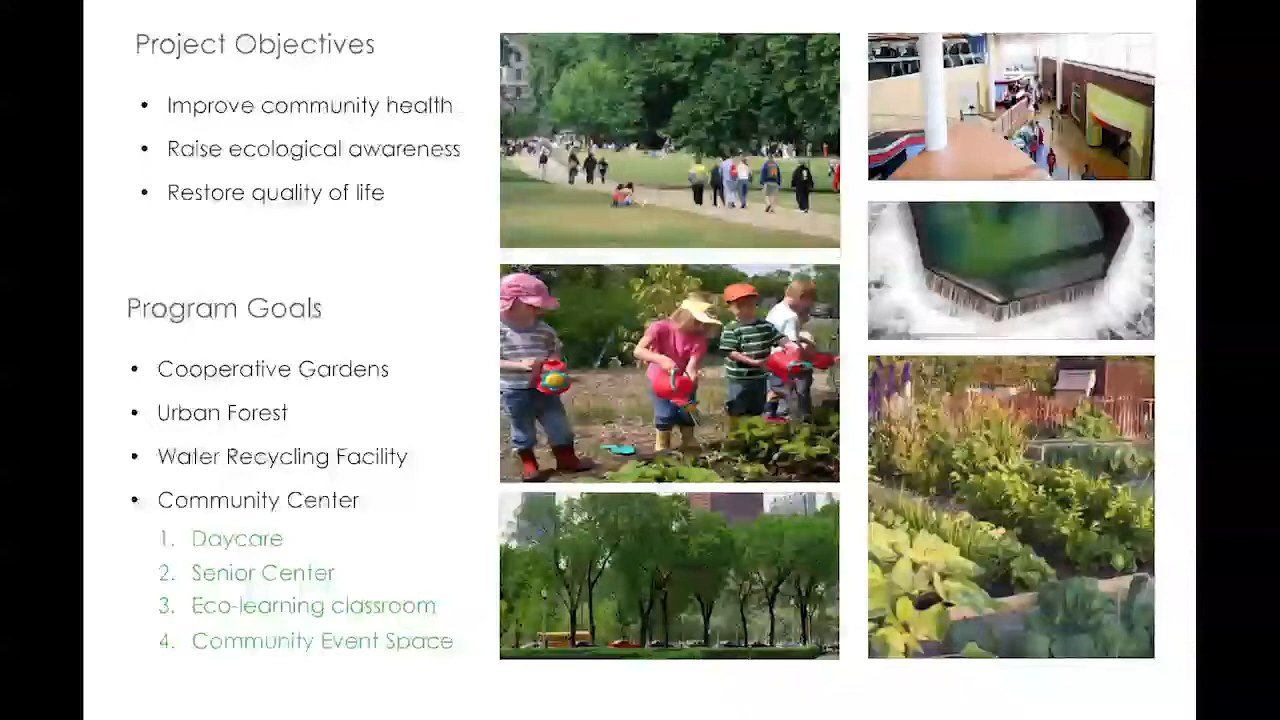 Project Objectives
• Improve community health
• Raise ecological awareness
• Restore quality of life
Program Goals
• Cooperative Gardens
• Urban Forest
• Water Recycling Facility
• Community Center
1. Daycare
2. Senior Center
3. Eco-learning classroom
4. Community Event Space